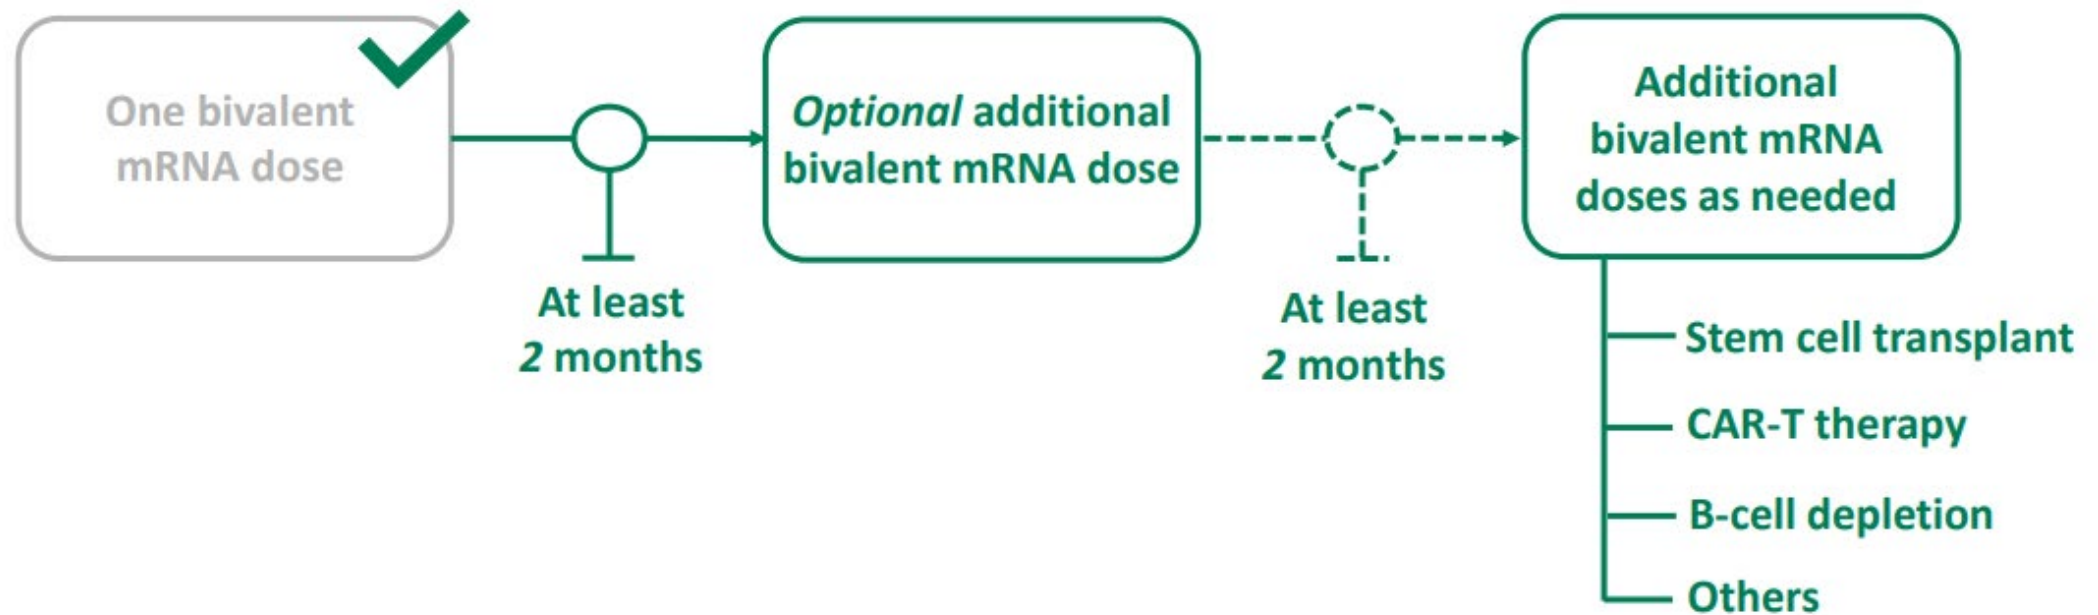 One bivalent
mRNA dose
At least
2 months
Optional additional
bivalent mRNA dose
At least
2 months
Additional
bivalent mRNA
doses as needed
Stem cell transplant
CAR-T therapy
B-cell depletion
Others